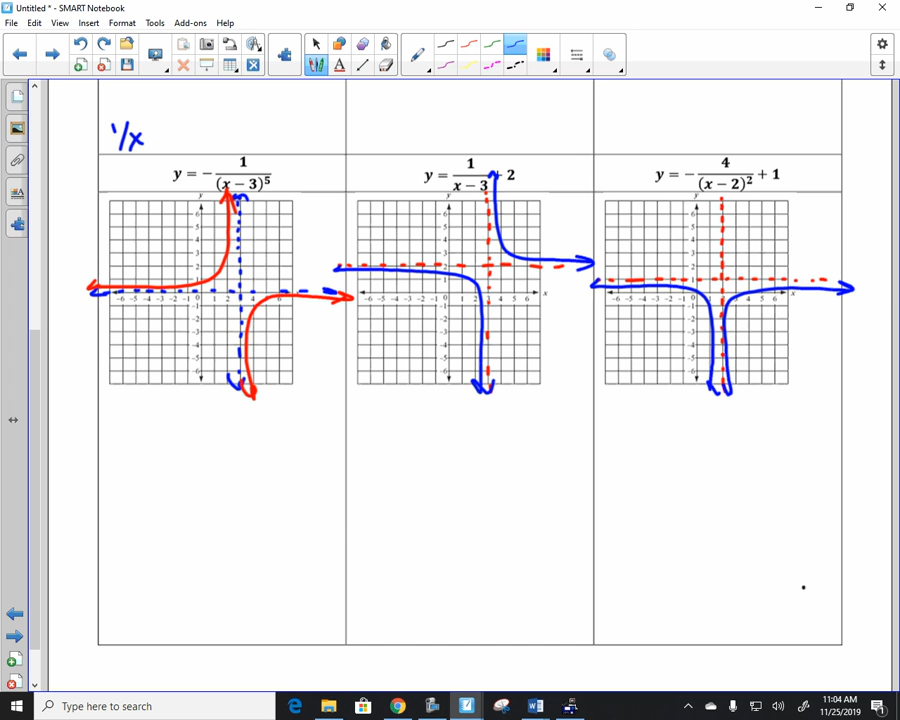 Untitled * - SMART Notebook
File Edit View Insert Format Tools Add-ons Help
1/x
y = − 1/(x − 3)⁵
y = 1/(x − 3) + 2
y = − 4/(x − 2)² + 1
Type here to search
11:04 AM
11/25/2019